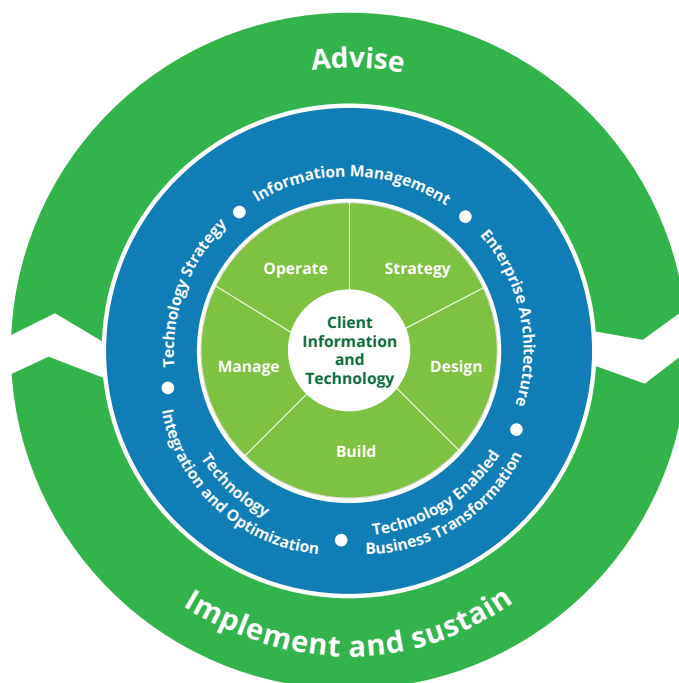 Advise
Information Management
Enterprise Architecture
Technology Enabled
Business Transformation
Technology
Integration and Optimization
Technology Strategy
Operate
Strategy
Design
Build
Manage
Client
Information
and
Technology
Implement and sustain